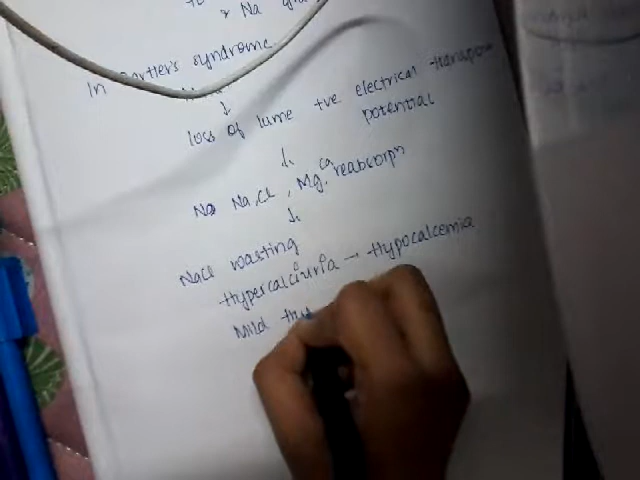 & Na
In Bartter's syndrome
↓
loss of lume +ve electrical
potential
↓
No Na, Cl, Mg, Ca reabsorpn
↓
NaCl wasting
Hypercalciuria → Hypocalcemia
Mild